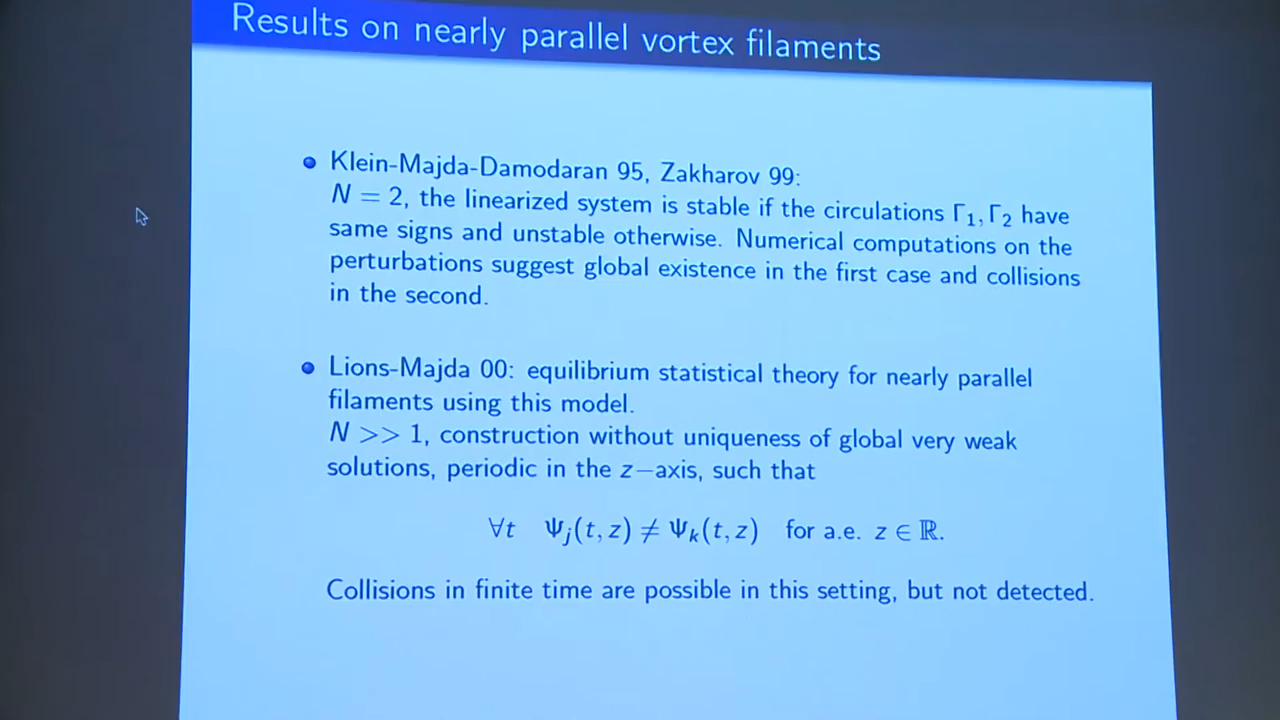 Results on nearly parallel vortex filaments
Klein-Majda-Damodaran 95, Zakharov 99:
N = 2, the linearized system is stable if the circulations Γ₁, Γ₂ have
same signs and unstable otherwise. Numerical computations on the
perturbations suggest global existence in the first case and collisions
in the second.
Lions-Majda 00: equilibrium statistical theory for nearly parallel
filaments using this model.
N >> 1, construction without uniqueness of global very weak
solutions, periodic in the z−axis, such that
∀t Ψⱼ(t, z) ≠ Ψₖ(t, z) for a.e. z ∈ ℝ.
Collisions in finite time are possible in this setting, but not detected.